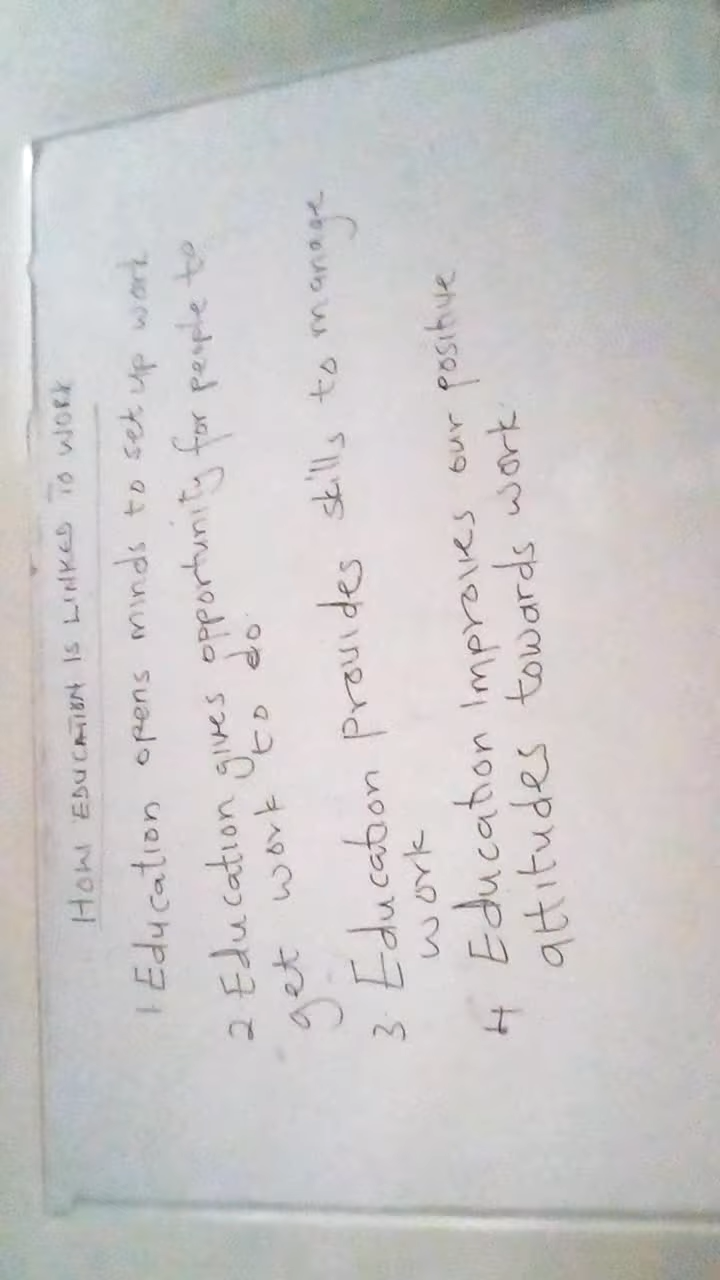 HOW EDUCATION IS LINKED TO WORK
1 Education opens minds to set up work
2 Education gives opportunity for people to
get work to do.
3. Education provides skills to manage
work
4 Education Improves our positive
attitudes towards work.